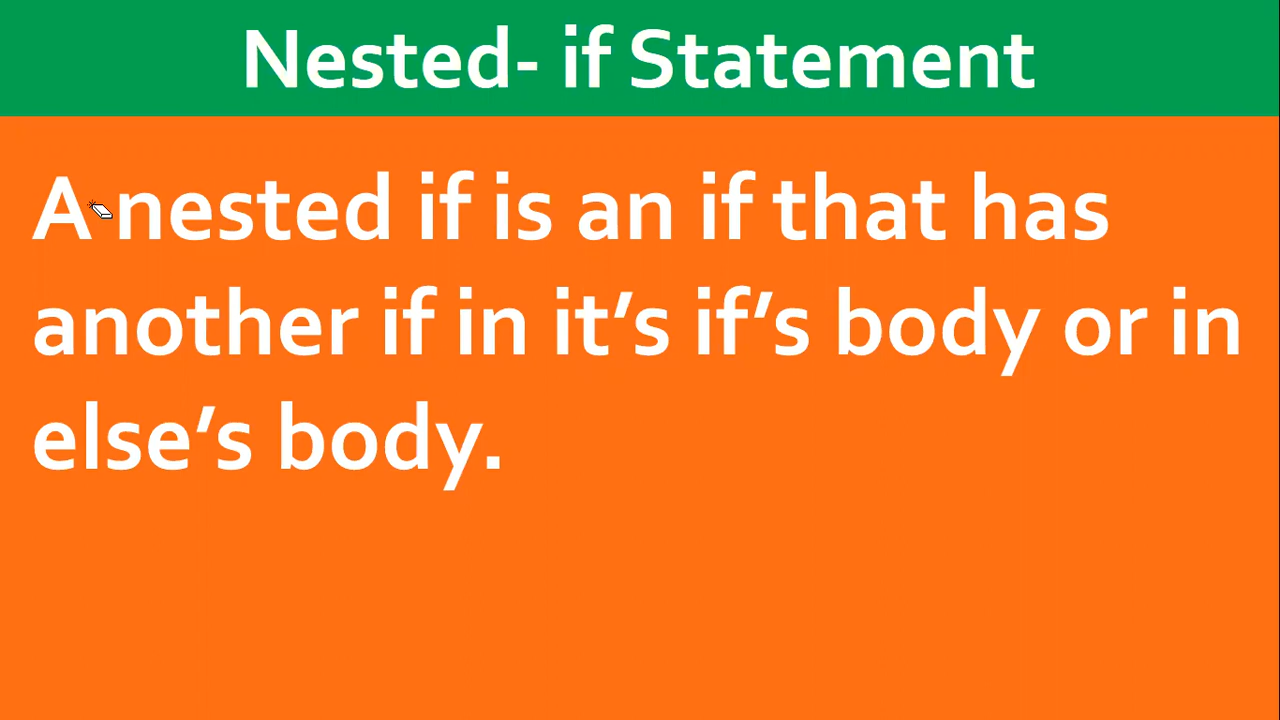 Nested- if Statement
A nested if is an if that has
another if in it’s if’s body or in
else’s body.